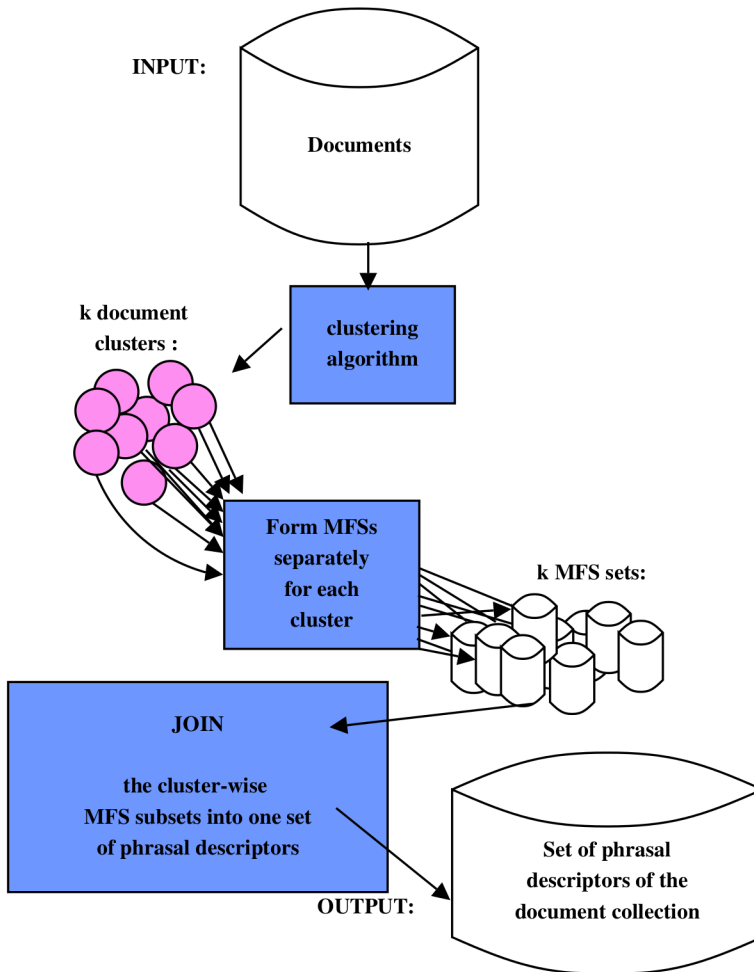 INPUT:
Documents
k document
clusters :
clustering
algorithm
Form MFSs
separately
for each
cluster
k MFS sets:
JOIN
the cluster-wise
MFS subsets into one set
of phrasal descriptors
OUTPUT:
Set of phrasal
descriptors of the
document collection